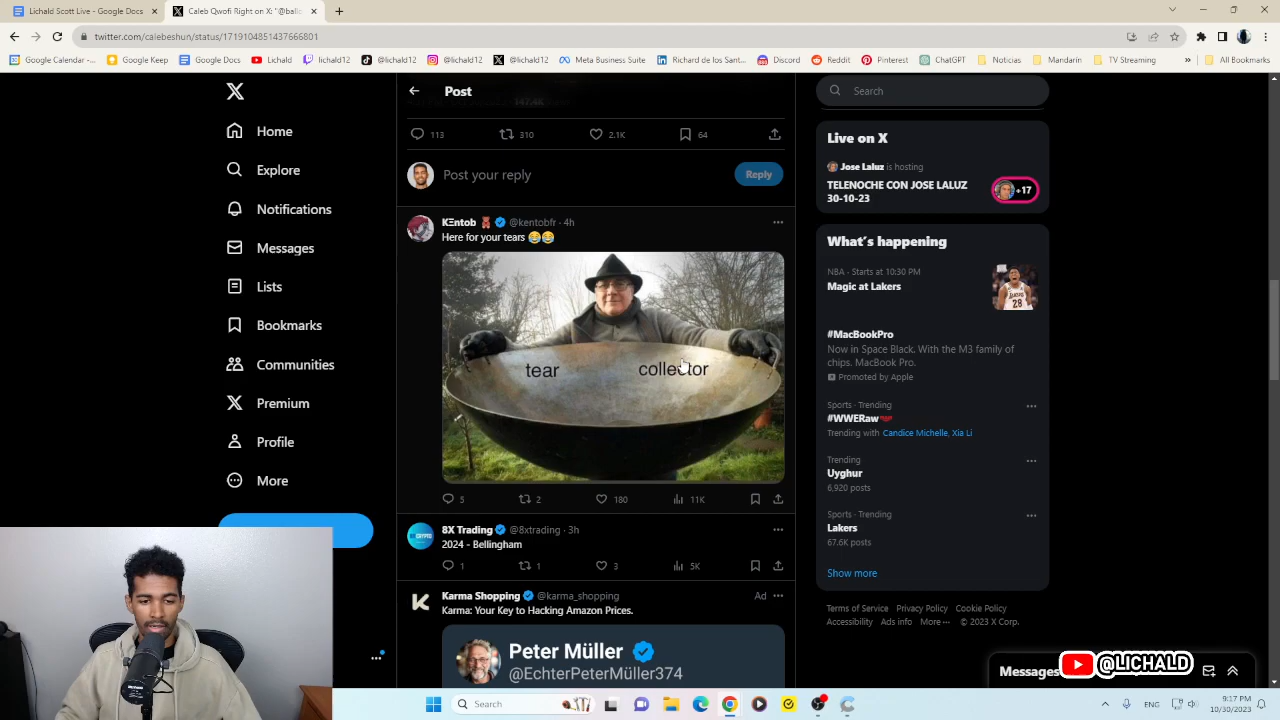 Lichald Scott Live - Google Docs
Caleb Qwofi Right on X: "@ballo
twitter.com/calebeshun/status/1719104851437666801
Google Calendar -...
Google Keep
Google Docs
Lichald
lichald12
@lichald12
@lichald12
@lichald12
Meta Business Suite
Richard de los Sant...
Discord
Reddit
Pinterest
ChatGPT
Noticias
Mandarin
TV Streaming
»
All Bookmarks
Home
Explore
Notifications
Messages
Lists
Bookmarks
Communities
Premium
Profile
More
Post
147.4K
113 310 2.1K 64
Post your reply
Reply
KΞntob @kentobfr · 4h
Here for your tears 😂😂
tear collector
5 2 180 11K
8X Trading @8xtrading · 3h
2024 - Bellingham
1 1 3 5K
Karma Shopping @karma_shopping Ad
Karma: Your Key to Hacking Amazon Prices.
Peter Müller
@EchterPeterMüller374
Search
Live on X
Jose Laluz is hosting
TELENOCHE CON JOSE LALUZ
30-10-23
+17
What's happening
NBA · Starts at 10:30 PM
Magic at Lakers
#MacBookPro
Now in Space Black. With the M3 family of
chips. MacBook Pro.
Promoted by Apple
Sports · Trending
#WWERaw
Trending with Candice Michelle, Xia Li
Trending
Uyghur
6,920 posts
Sports · Trending
Lakers
67.6K posts
Show more
Terms of Service Privacy Policy Cookie Policy
Accessibility Ads info More ··· © 2023 X Corp.
Messages
@LICHALD
Search
ENG
9:17 PM
10/30/2023